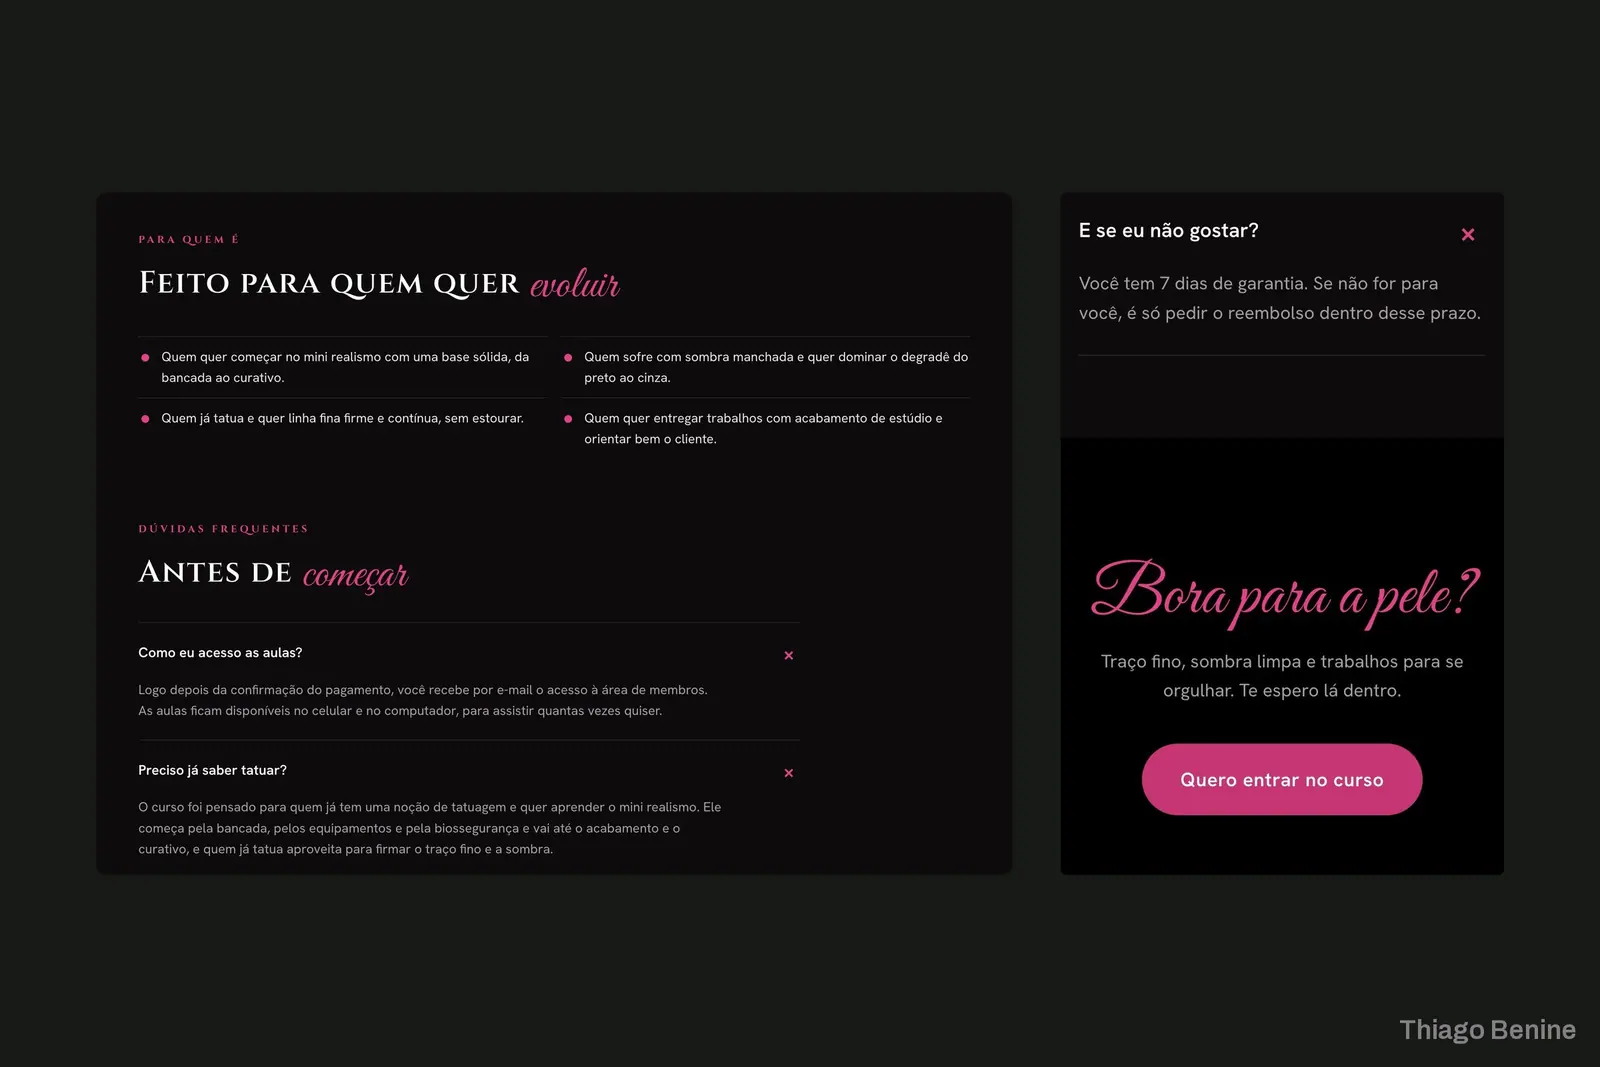 PARA QUEM É
FEITO PARA QUEM QUER evoluir
Quem quer começar no mini realismo com uma base sólida, da
bancada ao curativo.
Quem sofre com sombra manchada e quer dominar o degradê do
preto ao cinza.
Quem já tatua e quer linha fina firme e contínua, sem estourar.
Quem quer entregar trabalhos com acabamento de estúdio e
orientar bem o cliente.
DÚVIDAS FREQUENTES
ANTES DE começar
Como eu acesso as aulas?
Logo depois da confirmação do pagamento, você recebe por e-mail o acesso à área de membros.
As aulas ficam disponíveis no celular e no computador, para assistir quantas vezes quiser.
Preciso já saber tatuar?
O curso foi pensado para quem já tem uma noção de tatuagem e quer aprender o mini realismo. Ele
começa pela bancada, pelos equipamentos e pela biossegurança e vai até o acabamento e o
curativo, e quem já tatua aproveita para firmar o traço fino e a sombra.
E se eu não gostar?
Você tem 7 dias de garantia. Se não for para
você, é só pedir o reembolso dentro desse prazo.
Bora para a pele?
Traço fino, sombra limpa e trabalhos para se
orgulhar. Te espero lá dentro.
Quero entrar no curso
Thiago Benine